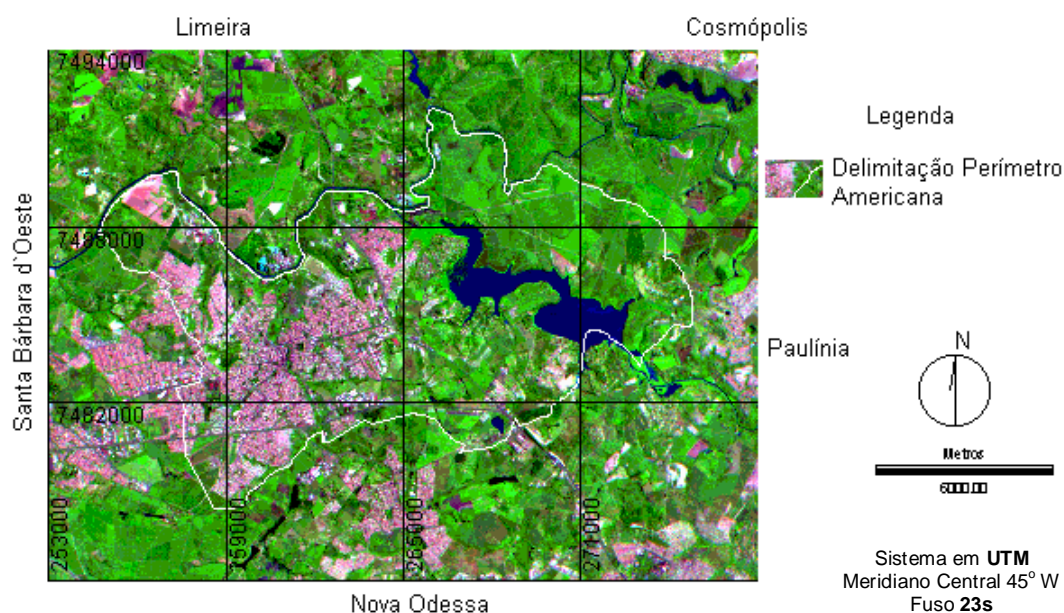 Limeira
Cosmópolis
7494000
Legenda
Delimitação Perímetro
Americana
Santa Bárbara d`Oeste
7488000
Paulínia
N
7482000
Metros
6000.00
253000
259000
265000
271000
Sistema em UTM
Meridiano Central 45° W
Fuso 23s
Nova Odessa